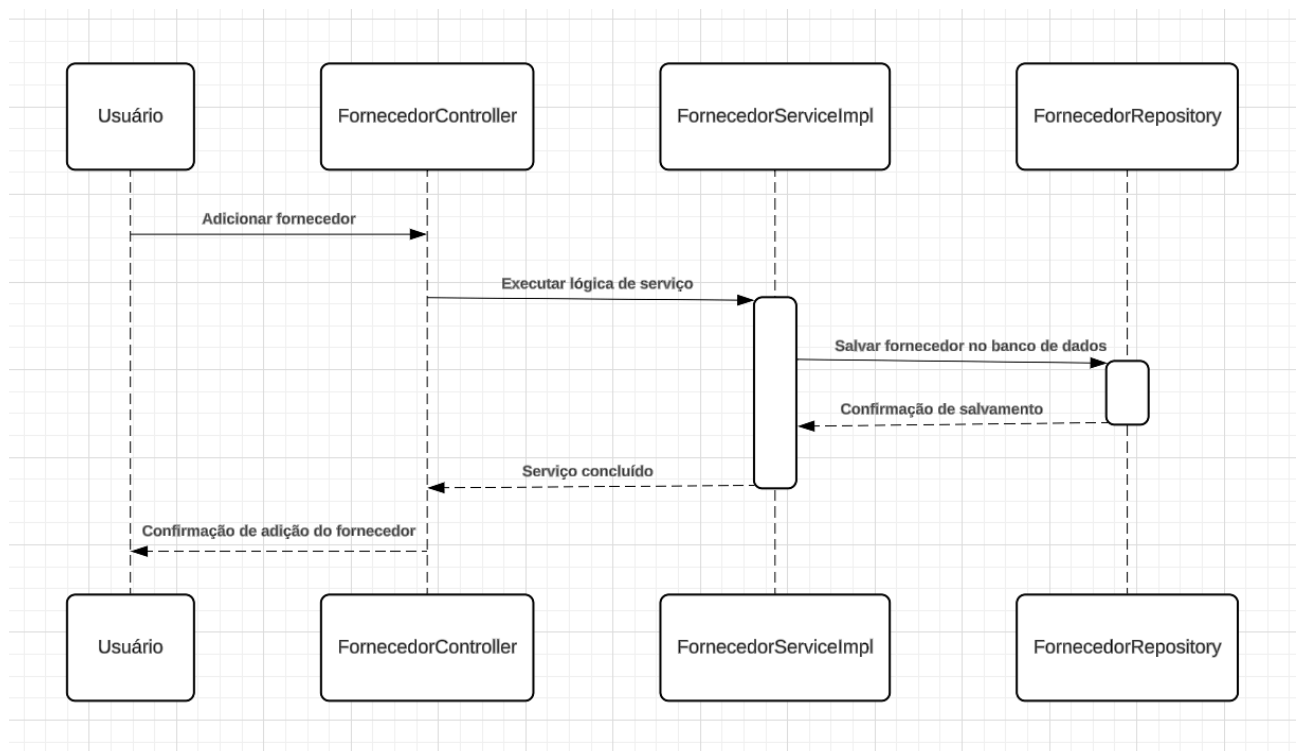 Usuário
FornecedorController
FornecedorServiceImpl
FornecedorRepository
Adicionar fornecedor
Executar lógica de serviço
Salvar fornecedor no banco de dados
Confirmação de salvamento
Serviço concluído
Confirmação de adição do fornecedor
Usuário
FornecedorController
FornecedorServiceImpl
FornecedorRepository